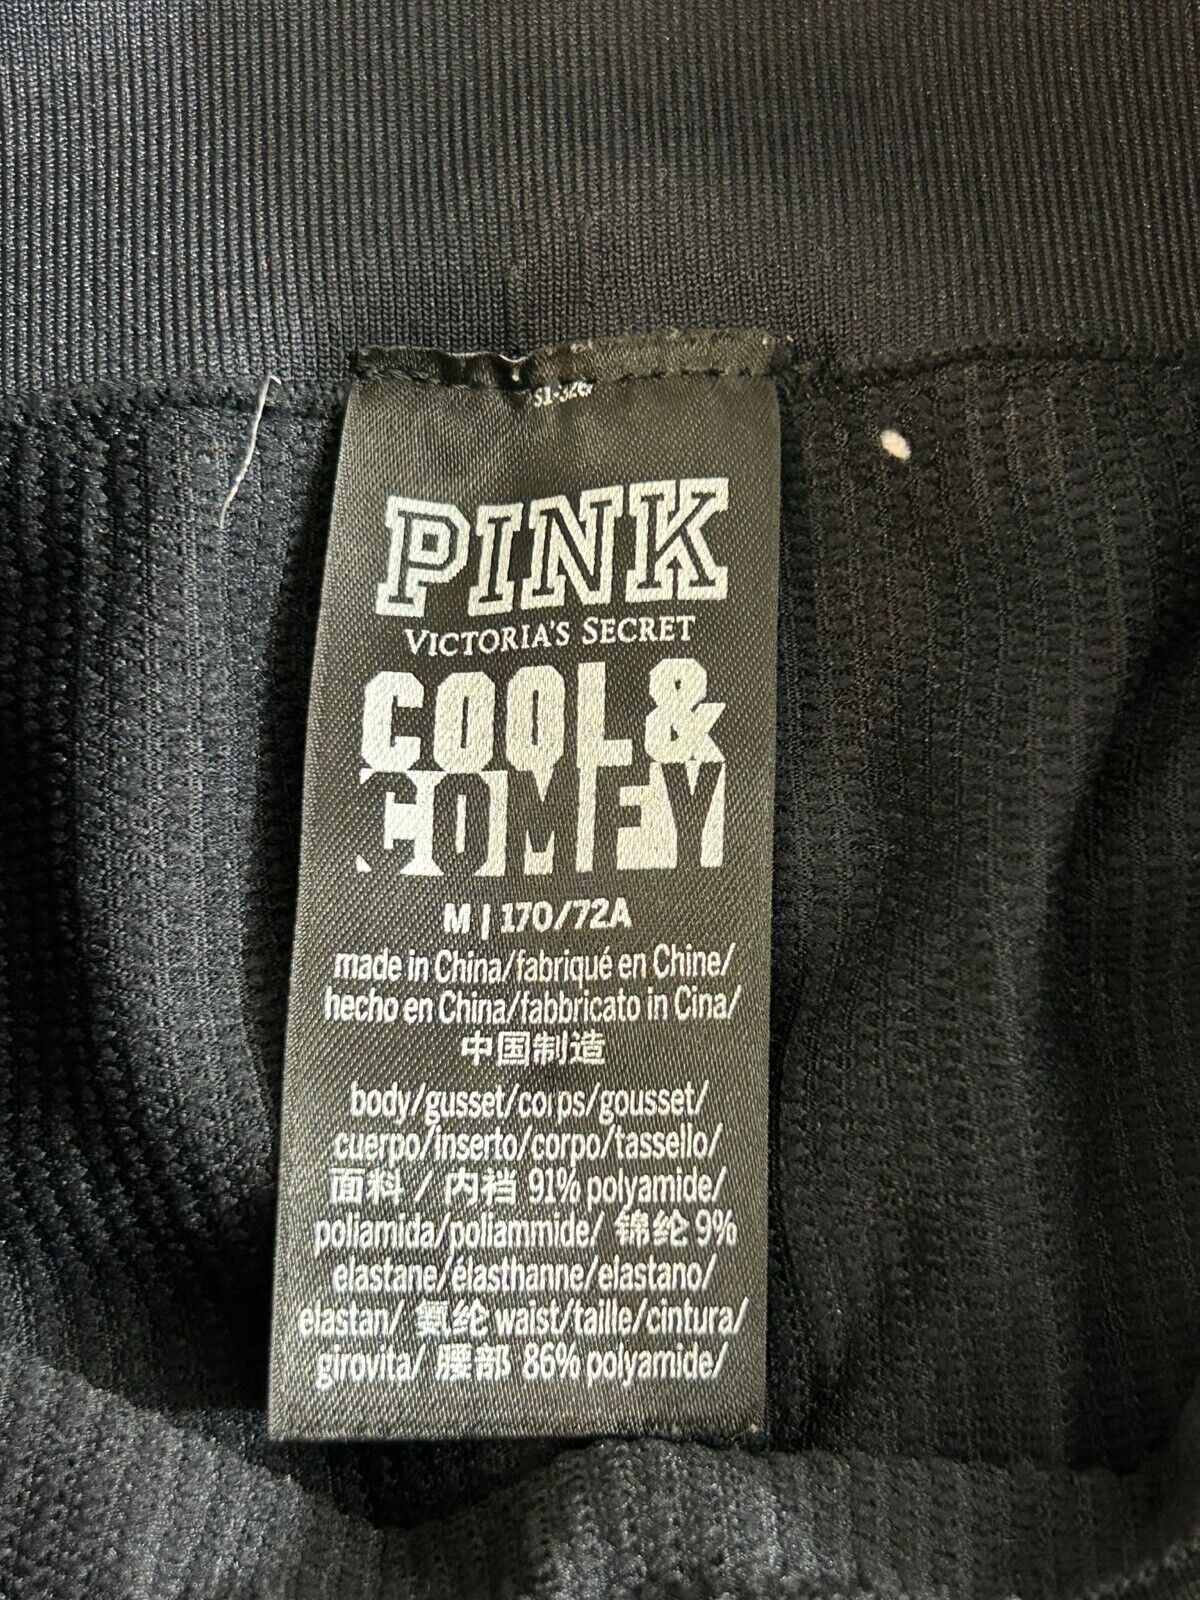 PINK
VICTORIA'S SECRET
COOL&
COMFY
M | 170/72A
made in China/fabriqué en Chine/
hecho en China/fabbricato in Cina/
中国制造
body/gusset/corps/gousset/
cuerpo/inserto/corpo/tassello/
面料 / 内裆 91% polyamide/
poliamida/poliammide/ 锦纶 9%
elastane/élasthanne/elastano/
elastan/ 氨纶 waist/taille/cintura/
girovita/ 腰部 86% polyamide/